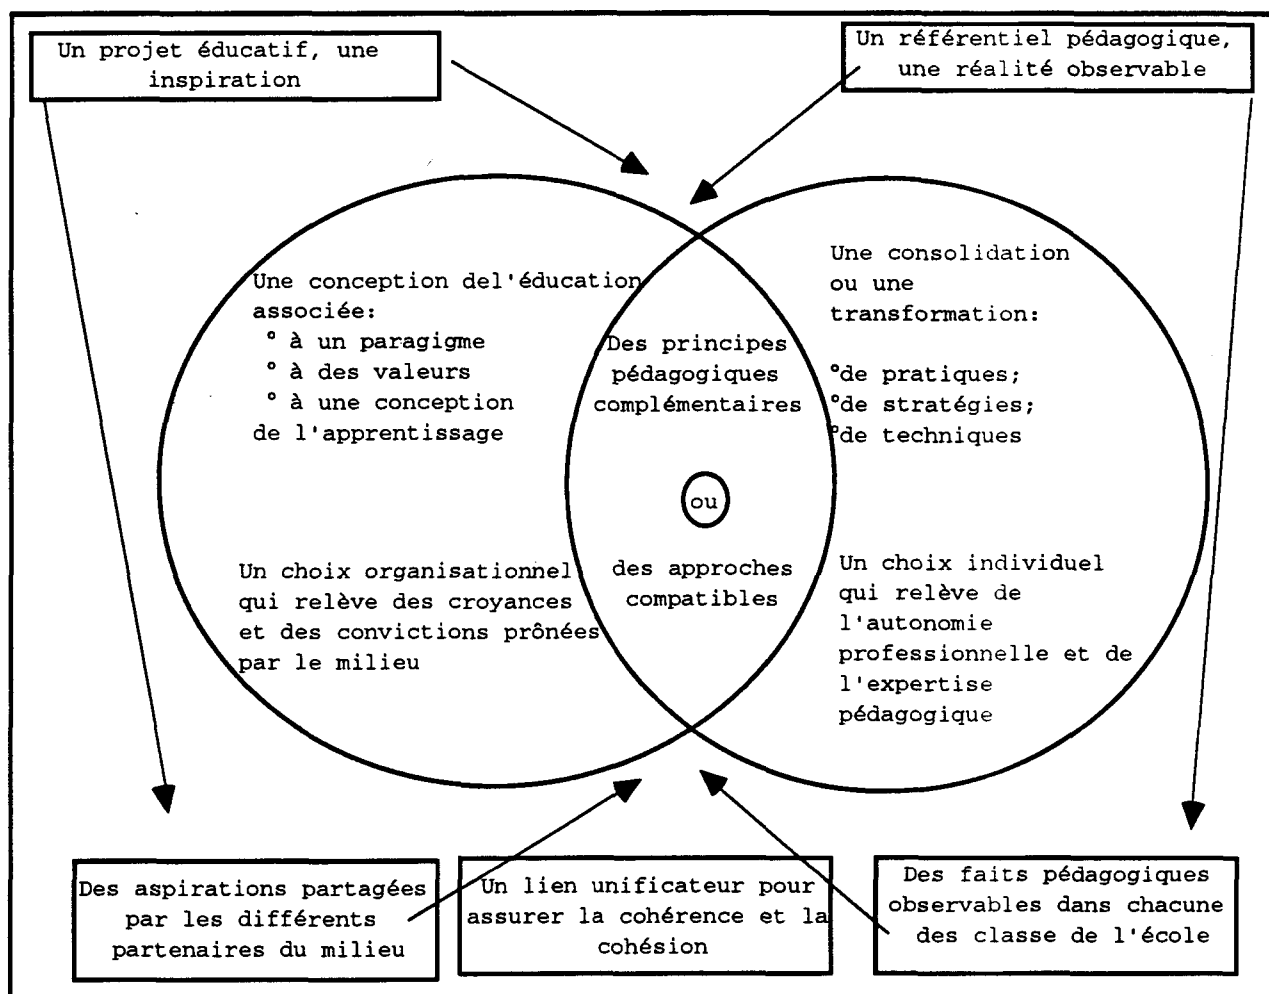 Un projet éducatif, une
inspiration
Un référentiel pédagogique,
une réalité observable
Une conception del'éducation
associée:
° à un paragigme
° à des valeurs
° à une conception
de l'apprentissage
Un choix organisationnel
qui relève des croyances
et des convictions prônées
par le milieu
Des principes
pédagogiques
complémentaires
ou
des approches
compatibles
Une consolidation
ou une
transformation:
°de pratiques;
°de stratégies;
°de techniques
Un choix individuel
qui relève de
l'autonomie
professionnelle et de
l'expertise
pédagogique
Des aspirations partagées
par les différents
partenaires du milieu
Un lien unificateur pour
assurer la cohérence et la
cohésion
Des faits pédagogiques
observables dans chacune
des classe de l'école